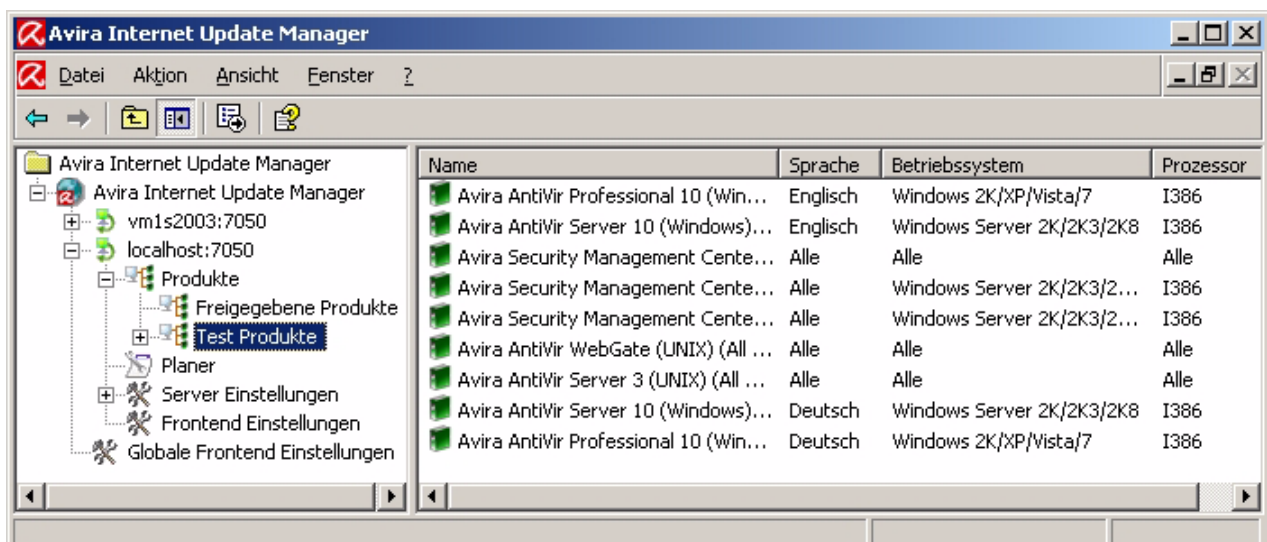 Avira Internet Update Manager
Datei Aktion Ansicht Fenster ?
Avira Internet Update Manager
Avira Internet Update Manager
vm1s2003:7050
localhost:7050
Produkte
Freigegebene Produkte
Test Produkte
Planer
Server Einstellungen
Frontend Einstellungen
Globale Frontend Einstellungen
Name Sprache Betriebssystem Prozessor
Avira AntiVir Professional 10 (Win... Englisch Windows 2K/XP/Vista/7 I386
Avira AntiVir Server 10 (Windows)... Englisch Windows Server 2K/2K3/2K8 I386
Avira Security Management Cente... Alle Alle Alle
Avira Security Management Cente... Alle Windows Server 2K/2K3/2... I386
Avira Security Management Cente... Alle Windows Server 2K/2K3/2... I386
Avira AntiVir WebGate (UNIX) (All ... Alle Alle Alle
Avira AntiVir Server 3 (UNIX) (All ... Alle Alle Alle
Avira AntiVir Server 10 (Windows)... Deutsch Windows Server 2K/2K3/2K8 I386
Avira AntiVir Professional 10 (Win... Deutsch Windows 2K/XP/Vista/7 I386